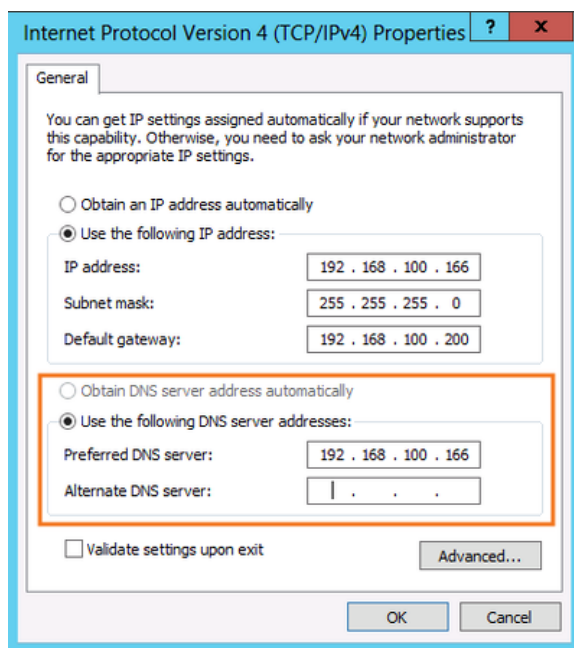 Internet Protocol Version 4 (TCP/IPv4) Properties ? x
General
You can get IP settings assigned automatically if your network supports
this capability. Otherwise, you need to ask your network administrator
for the appropriate IP settings.
Obtain an IP address automatically
Use the following IP address:
IP address: 192 . 168 . 100 . 166
Subnet mask: 255 . 255 . 255 . 0
Default gateway: 192 . 168 . 100 . 200
Obtain DNS server address automatically
Use the following DNS server addresses:
Preferred DNS server: 192 . 168 . 100 . 166
Alternate DNS server: . . .
Validate settings upon exit
Advanced...
OK Cancel